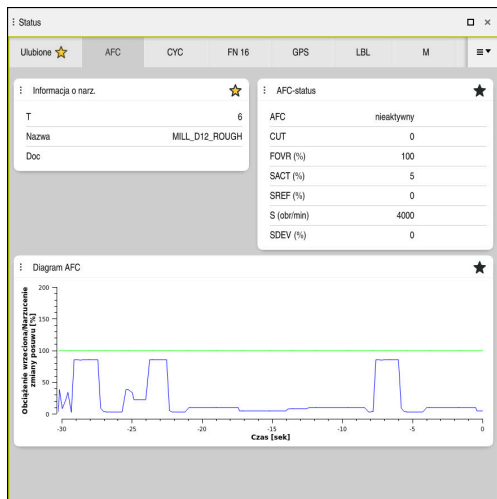 Status
Ulubione AFC CYC FN 16 GPS LBL M
Informacja o narz.
T 6
Nazwa MILL_D12_ROUGH
Doc
AFC-status
AFC nieaktywny
CUT 0
FOVR (%) 100
SACT (%) 5
SREF (%) 0
S (obr/min) 4000
SDEV (%) 0
Diagram AFC
Obciążenie wrzeciona/Narzucenie
zmiany posuwu [%]
200
150
100
50
0
-30 -25 -20 -15 -10 -5 0
Czas [sek]